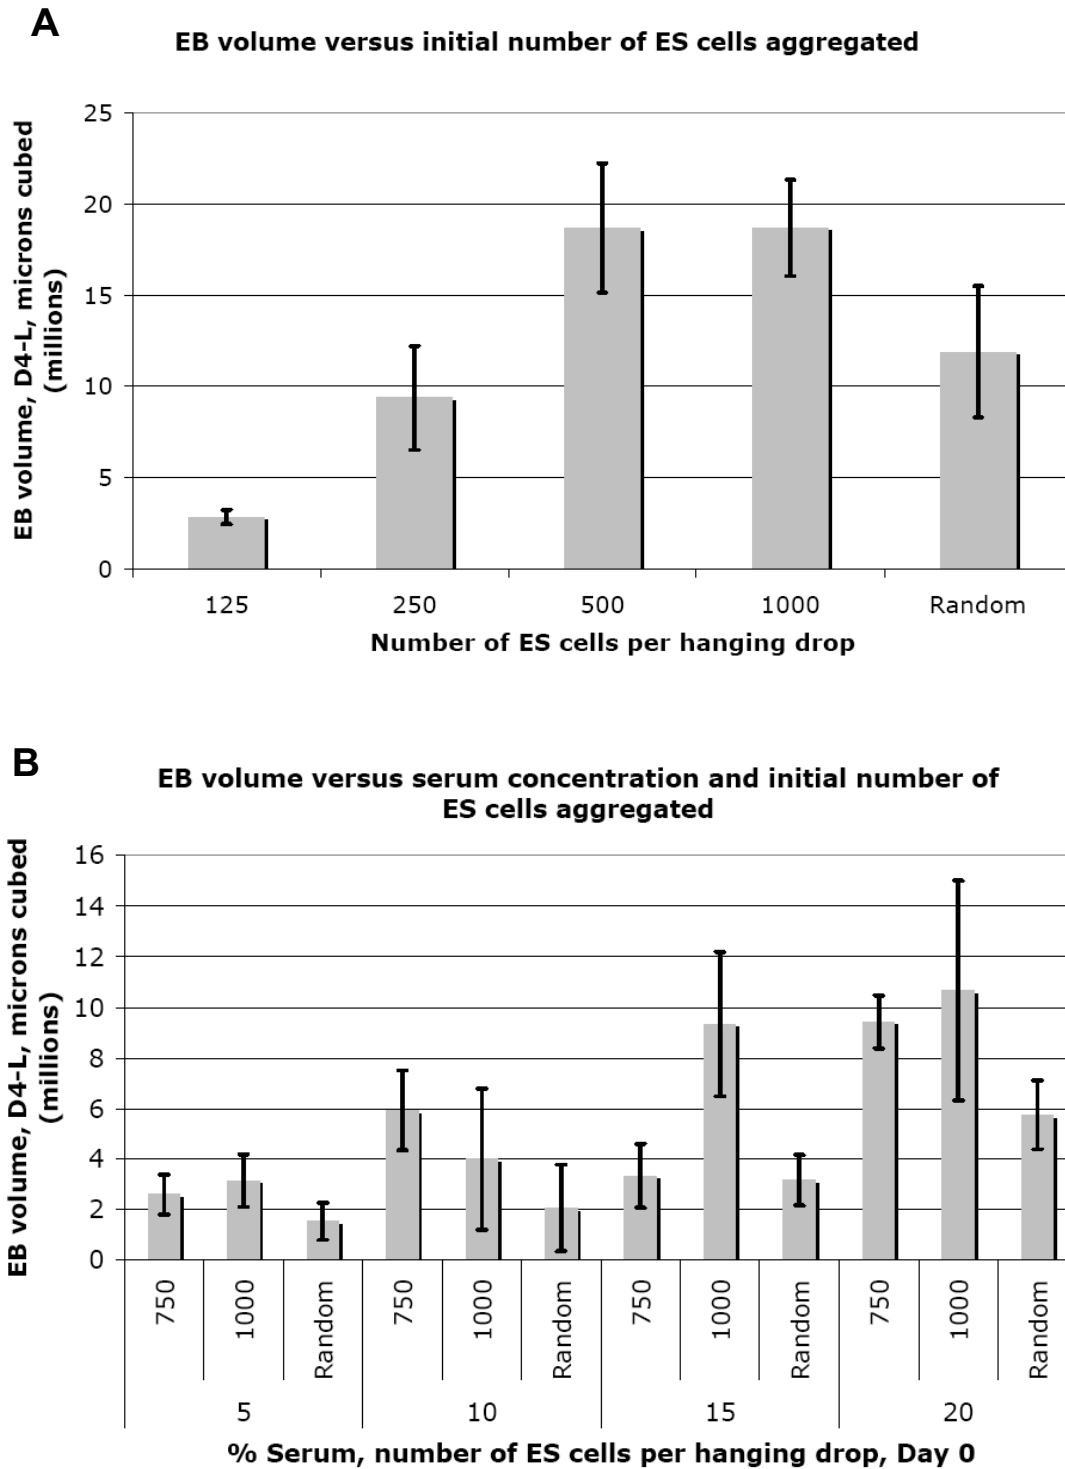 A
EB volume versus initial number of ES cells aggregated
EB volume, D4-L, microns cubed
(millions)
25
20
15
10
5
0
125 250 500 1000 Random
Number of ES cells per hanging drop
B
EB volume versus serum concentration and initial number of
ES cells aggregated
EB volume, D4-L, microns cubed
(millions)
16
14
12
10
8
6
4
2
0
750 1000 Random 750 1000 Random 750 1000 Random 750 1000 Random
5 10 15 20
% Serum, number of ES cells per hanging drop, Day 0